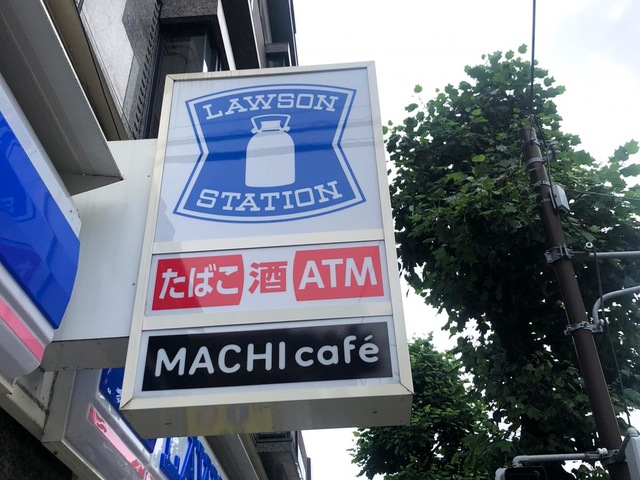 LAWSON
STATION
たばこ 酒 ATM
MACHI café